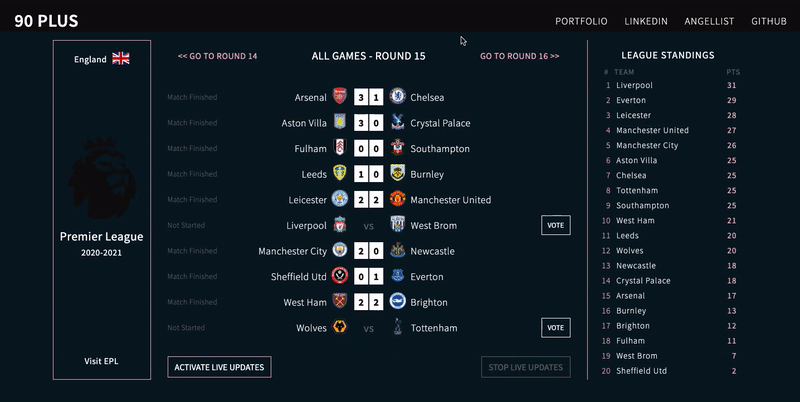 90 PLUS
PORTFOLIO LINKEDIN ANGELLIST GITHUB
England
Premier League
2020-2021
Visit EPL
<< GO TO ROUND 14 ALL GAMES - ROUND 15 GO TO ROUND 16 >>
Match Finished Arsenal 3 1 Chelsea
Match Finished Aston Villa 3 0 Crystal Palace
Match Finished Fulham 0 0 Southampton
Match Finished Leeds 1 0 Burnley
Match Finished Leicester 2 2 Manchester United
Not Started Liverpool vs West Brom VOTE
Match Finished Manchester City 2 0 Newcastle
Match Finished Sheffield Utd 0 1 Everton
Match Finished West Ham 2 2 Brighton
Not Started Wolves vs Tottenham VOTE
ACTIVATE LIVE UPDATES STOP LIVE UPDATES
LEAGUE STANDINGS
# TEAM PTS
1 Liverpool 31
2 Everton 29
3 Leicester 28
4 Manchester United 27
5 Manchester City 26
6 Aston Villa 25
7 Chelsea 25
8 Tottenham 25
9 Southampton 25
10 West Ham 21
11 Leeds 20
12 Wolves 20
13 Newcastle 18
14 Crystal Palace 18
15 Arsenal 17
16 Burnley 13
17 Brighton 12
18 Fulham 11
19 West Brom 7
20 Sheffield Utd 2